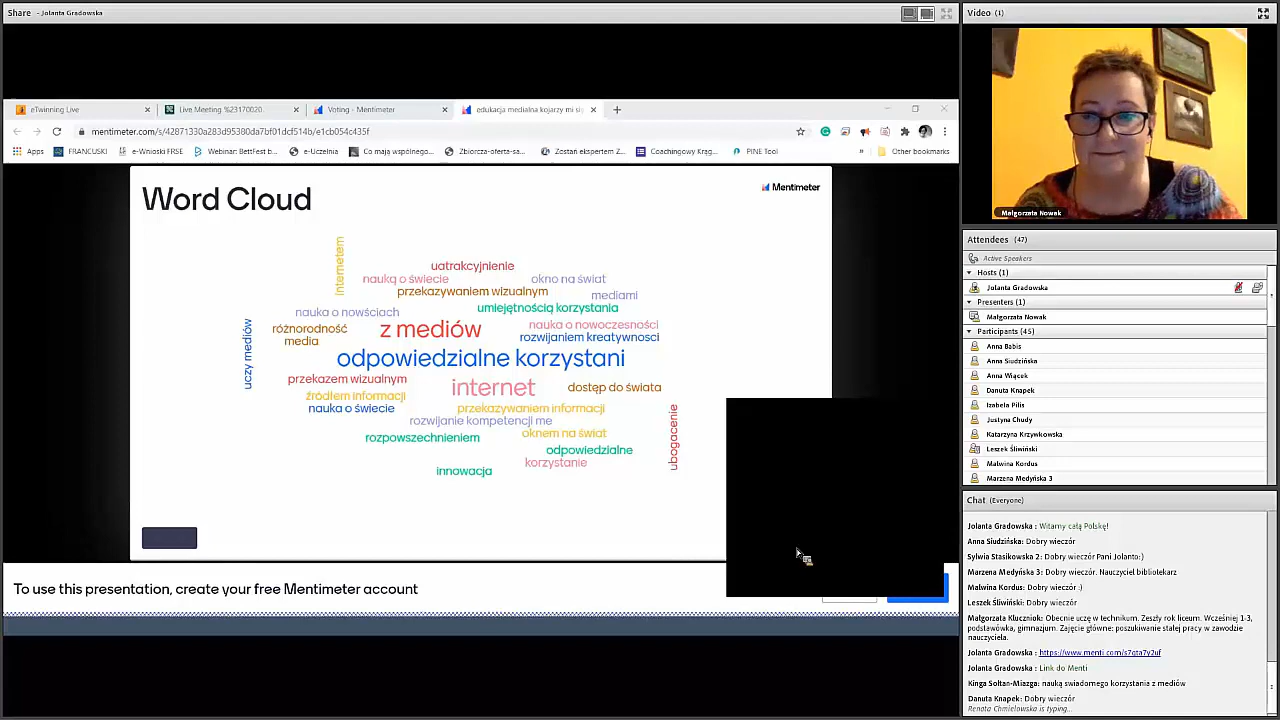 Share - Jolanta Gradowska
eTwinning Live
Live Meeting %23170020
Voting - Mentimeter
edukacja medialna kojarzy mi się
mentimeter.com/s/42871330a283d95380da7bf01dcf514b/e1cb054c435f
Apps
FRANCUSKI
e-Wnioski FRSE
Webinar: BettFest b...
e-Uczelnia
Co mają wspólnego...
Zbiorcza-oferta-sa...
Zostań ekspertem Z...
Coachingowy Krąg...
PINE Tool
»
Other bookmarks
Word Cloud
Mentimeter
internetem
uatrakcyjnienie
nauką o świecie
okno na świat
przekazywaniem wizualnym
mediami
umiejętnością korzystania
nauka o nowościach
nauka o nowoczesności
różnorodność
z mediów
rozwijaniem kreatywnosci
media
uczy mediów
odpowiedzialne korzystani
przekazem wizualnym
internet
dostęp do świata
źródłem informacji
nauka o świecie
przekazywaniem informacji
rozwijanie kompetencji me
oknem na świat
rozpowszechnieniem
ubogacenie
odpowiedzialne
korzystanie
innowacja
To use this presentation, create your free Mentimeter account
Video (1)
Małgorzata Nowak
Attendees (47)
Active Speakers
Hosts (1)
Jolanta Gradowska
Presenters (1)
Małgorzata Nowak
Participants (45)
Anna Babis
Anna Siudzińska
Anna Wiącek
Danuta Knapek
Izabela Pilis
Justyna Chudy
Katarzyna Krzywkowska
Leszek Śliwiński
Malwina Kordus
Marzena Medyńska 3
Chat (Everyone)
Jolanta Gradowska : Witamy całą Polskę!
Anna Siudzińska: Dobry wieczór
Sylwia Stasikowska 2: Dobry wieczór Pani Jolanto:)
Marzena Medyńska 3: Dobry wieczór. Nauczyciel bibliotekarz
Malwina Kordus: Dobry wieczór :)
Leszek Śliwiński: Dobry wieczór
Małgorzata Kluczniok: Obecnie uczę w technikum. Zeszły rok liceum. Wcześniej 1-3,
podstawówka, gimnazjum. Zajęcie główne: poszukiwanie stałej pracy w zawodzie
nauczyciela.
Jolanta Gradowska : https://www.menti.com/s7qta7y2uf
Jolanta Gradowska : Link do Menti
Kinga Sołtan-Miazga: nauką swiadomego korzystania z mediów
Danuta Knapek: Dobry wieczór
Renata Chmielowska is typing...